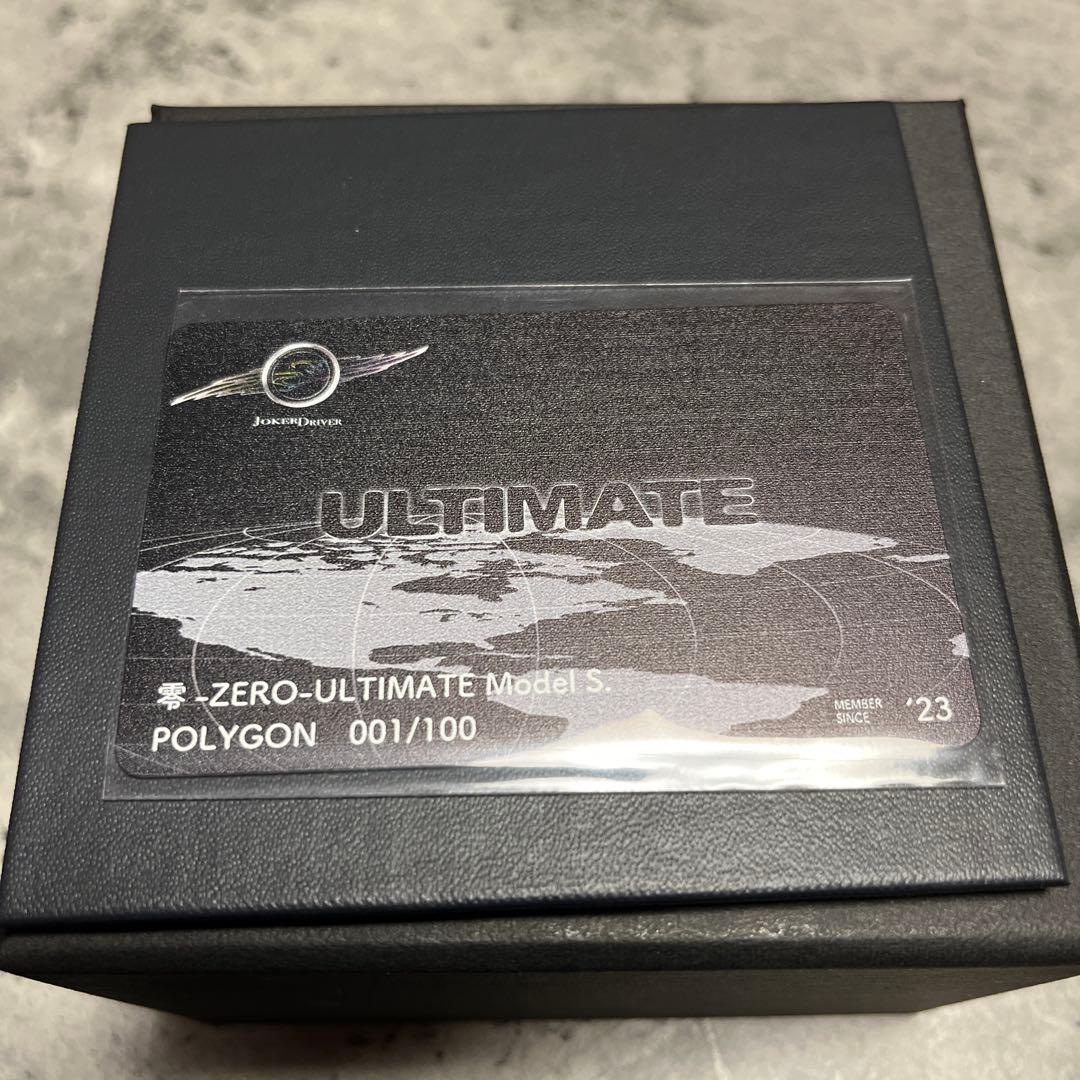 JOKERDRIVER
ULTIMATE
零-ZERO-ULTIMATE Model S.
POLYGON 001/100
MEMBER
SINCE '23